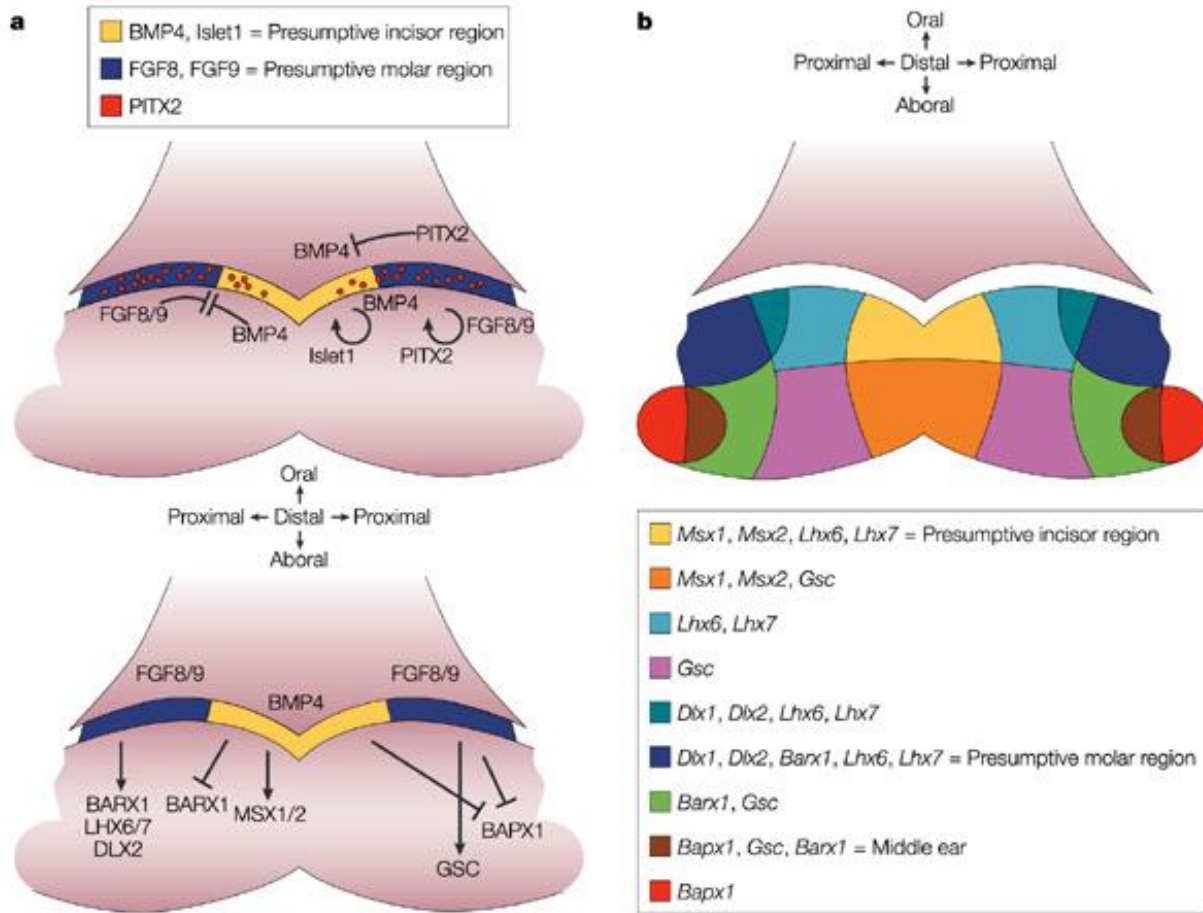 a
BMP4, Islet1 = Presumptive incisor region
FGF8, FGF9 = Presumptive molar region
PITX2
BMP4
PITX2
FGF8/9
BMP4
BMP4
Islet1
PITX2
FGF8/9
Oral
Proximal Distal Proximal
Aboral
FGF8/9
BMP4
FGF8/9
BARX1
LHX6/7
DLX2
BARX1
MSX1/2
GSC
BAPX1
b
Oral
Proximal Distal Proximal
Aboral
Msx1, Msx2, Lhx6, Lhx7 = Presumptive incisor region
Msx1, Msx2, Gsc
Lhx6, Lhx7
Gsc
Dlx1, Dlx2, Lhx6, Lhx7
Dlx1, Dlx2, Barx1, Lhx6, Lhx7 = Presumptive molar region
Barx1, Gsc
Bapx1, Gsc, Barx1 = Middle ear
Bapx1